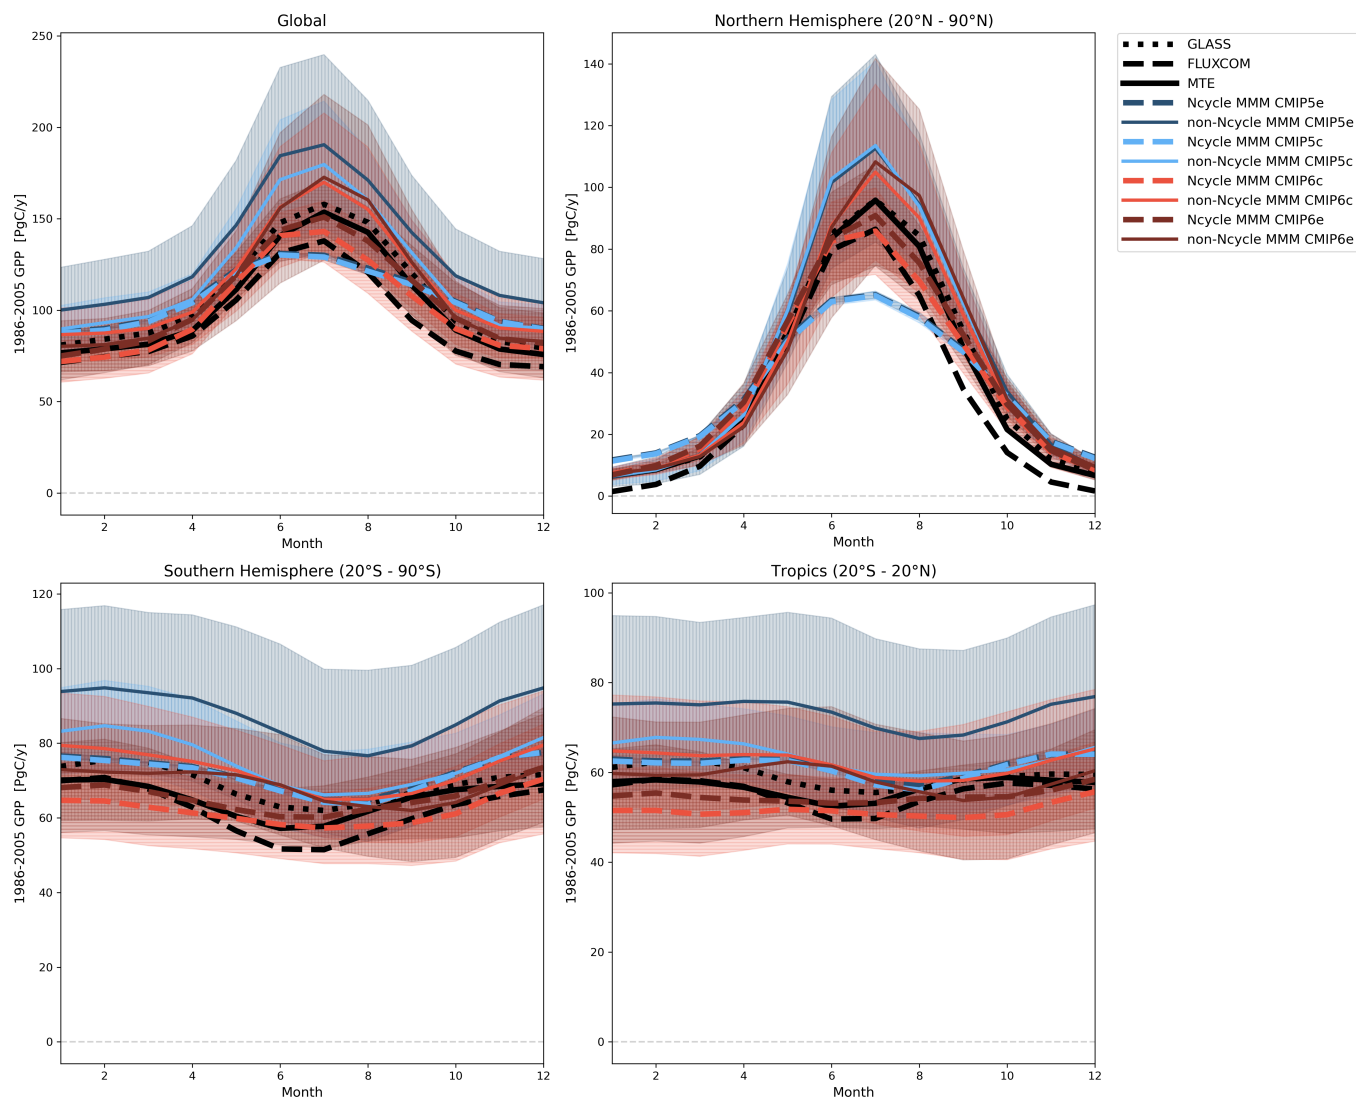 Global
250
200
150
100
50
0
2 4 6 8 10 12
Month
1986-2005 GPP [PgC/y]
Northern Hemisphere (20°N - 90°N)
140
120
100
80
60
40
20
0
2 4 6 8 10 12
Month
1986-2005 GPP [PgC/y]
GLASS
FLUXCOM
MTE
Ncycle MMM CMIP5e
non-Ncycle MMM CMIP5e
Ncycle MMM CMIP5c
non-Ncycle MMM CMIP5c
Ncycle MMM CMIP6c
non-Ncycle MMM CMIP6c
Ncycle MMM CMIP6e
non-Ncycle MMM CMIP6e
Southern Hemisphere (20°S - 90°S)
120
100
80
60
40
20
0
2 4 6 8 10 12
Month
1986-2005 GPP [PgC/y]
Tropics (20°S - 20°N)
100
80
60
40
20
0
2 4 6 8 10 12
Month
1986-2005 GPP [PgC/y]